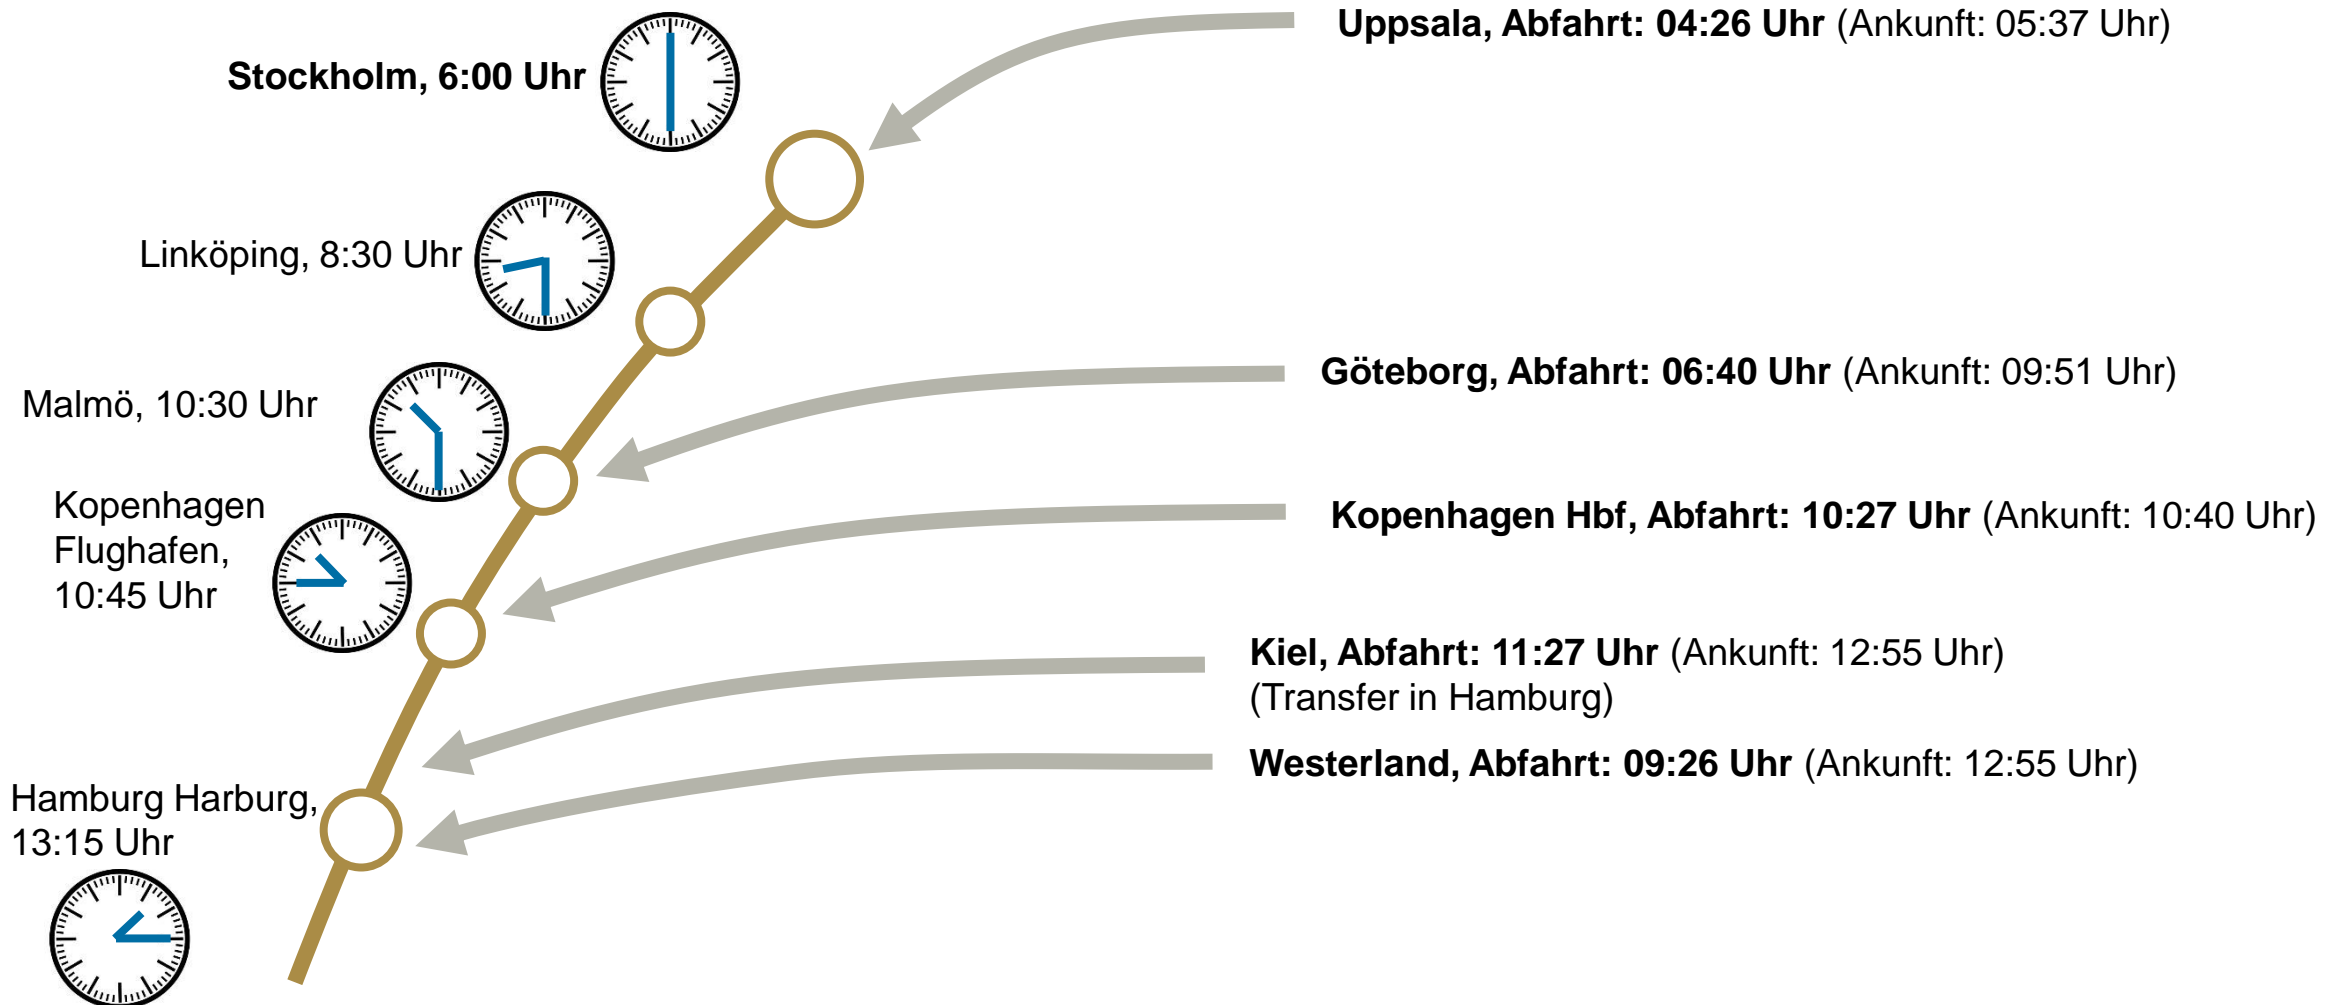 Uppsala, Abfahrt: 04:26 Uhr (Ankunft: 05:37 Uhr)
Stockholm, 6:00 Uhr
Linköping, 8:30 Uhr
Göteborg, Abfahrt: 06:40 Uhr (Ankunft: 09:51 Uhr)
Malmö, 10:30 Uhr
Kopenhagen
Flughafen,
10:45 Uhr
Kopenhagen Hbf, Abfahrt: 10:27 Uhr (Ankunft: 10:40 Uhr)
Kiel, Abfahrt: 11:27 Uhr (Ankunft: 12:55 Uhr)
(Transfer in Hamburg)
Westerland, Abfahrt: 09:26 Uhr (Ankunft: 12:55 Uhr)
Hamburg Harburg,
13:15 Uhr